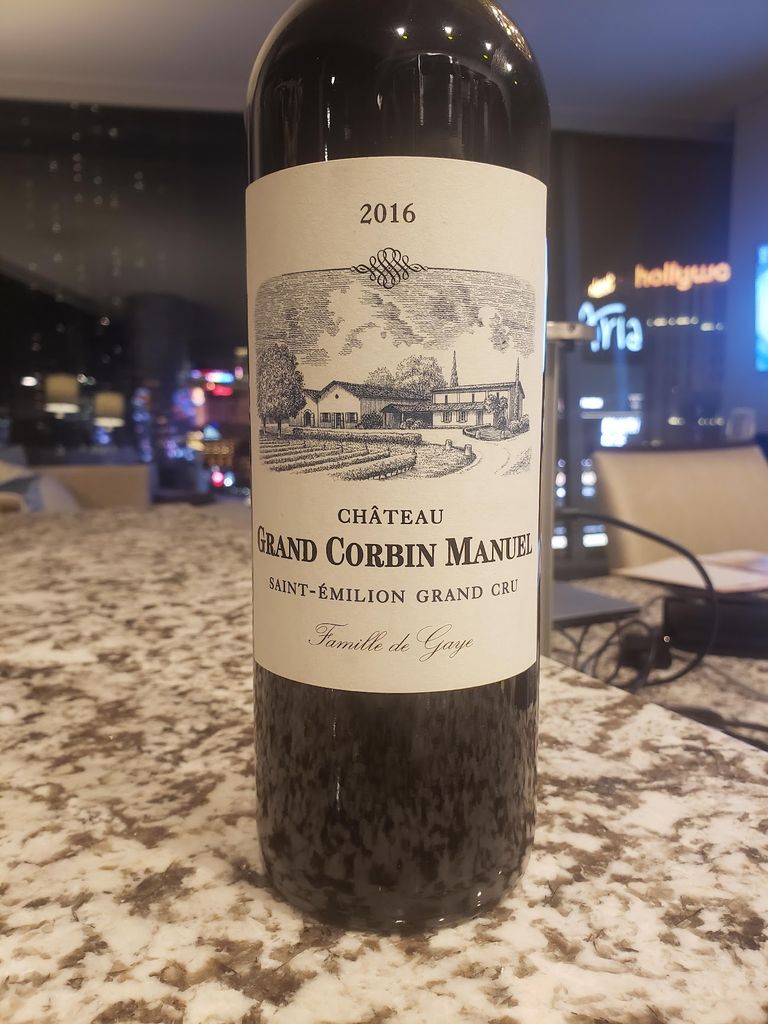 2016
CHÂTEAU
GRAND CORBIN MANUEL
SAINT-ÉMILION GRAND CRU
Famille de Gaye
hollywo
ria